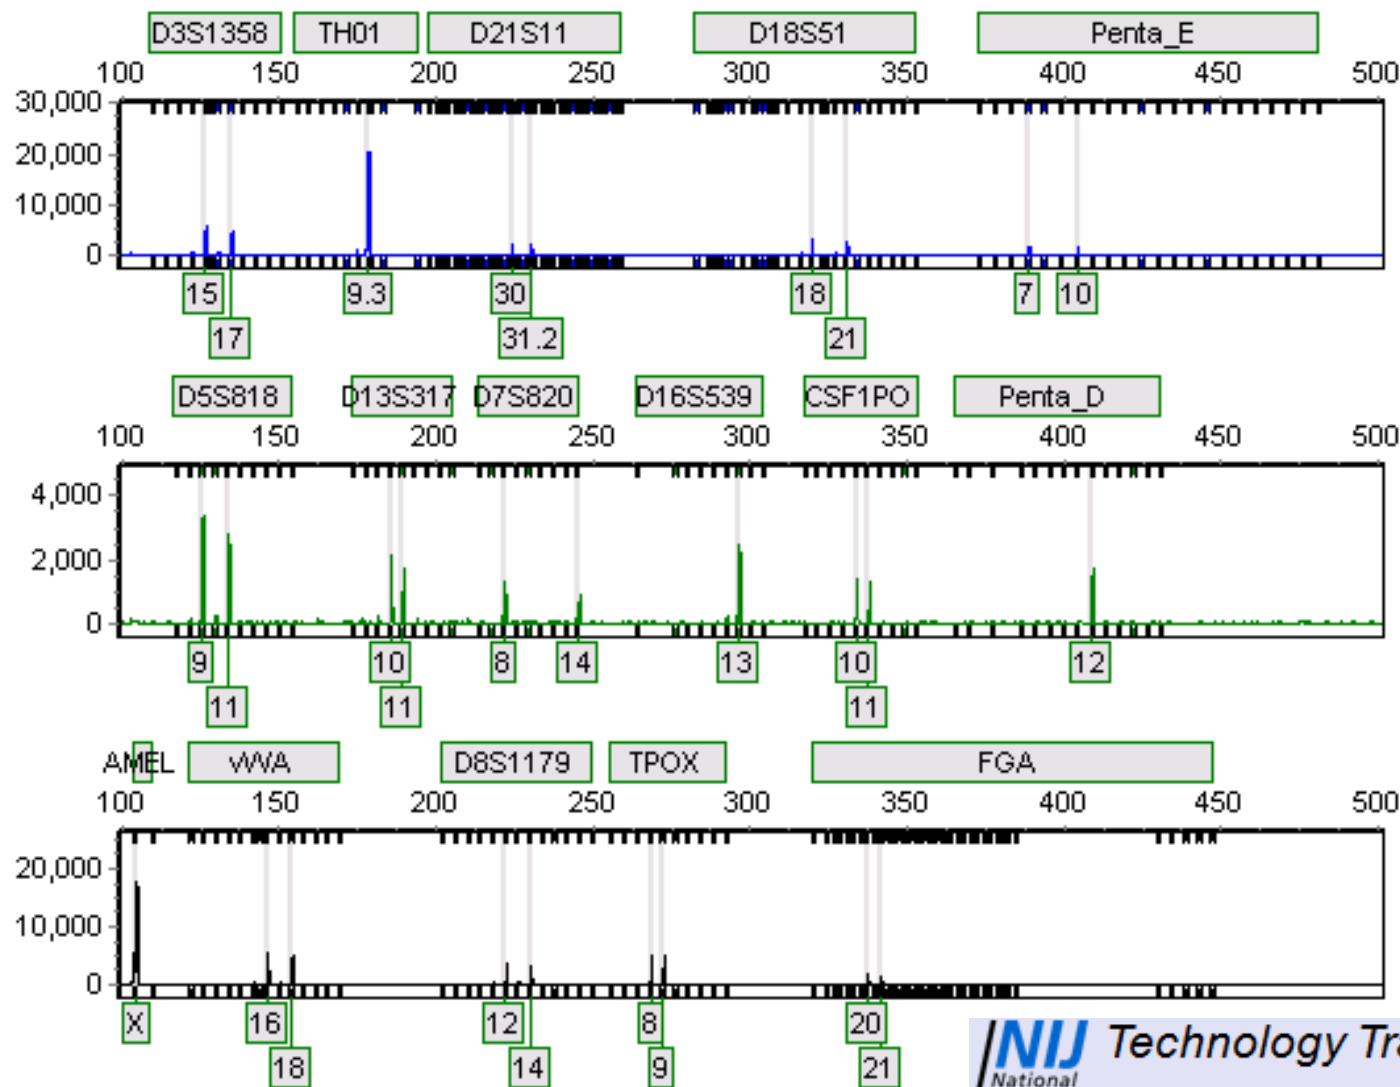 D3S1358 TH01 D21S11 D18S51 Penta_E
100 150 200 250 300 350 400 450 500
30,000
20,000
10,000
0
15 9.3 30 18 7 10
17 31.2 21
D5S818 D13S317 D7S820 D16S539 CSF1PO Penta_D
100 150 200 250 300 350 400 450 500
4,000
2,000
0
9 10 8 14 13 10 12
11 11 11
AMEL vWA D8S1179 TPOX FGA
100 150 200 250 300 350 400 450 500
20,000
10,000
0
X 16 12 8 20
18 14 9 21
NIJ Technology Tra
National